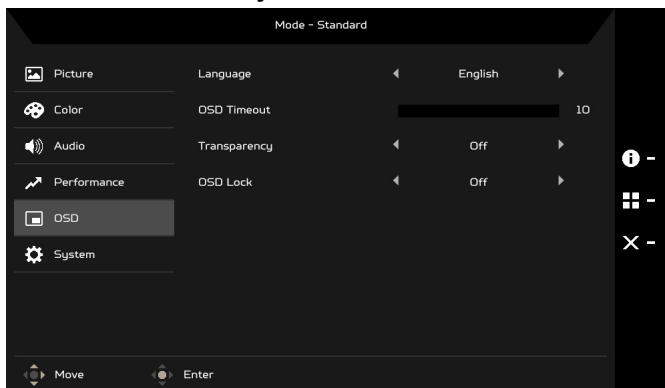 Mode - Standard
Picture
Language English
Color
OSD Timeout 10
Audio
Transparency Off
Performance
OSD Lock Off
OSD
System
Move Enter